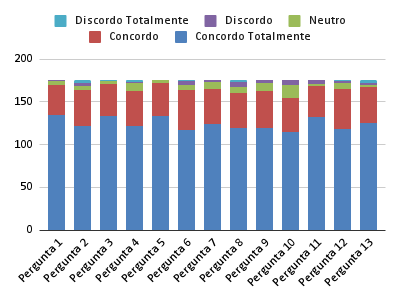 Discordo Totalmente Discordo Neutro
Concordo Concordo Totalmente
200
150
100
50
0
Pergunta 1 Pergunta 2 Pergunta 3 Pergunta 4 Pergunta 5 Pergunta 6 Pergunta 7 Pergunta 8 Pergunta 9 Pergunta 10 Pergunta 11 Pergunta 12 Pergunta 13